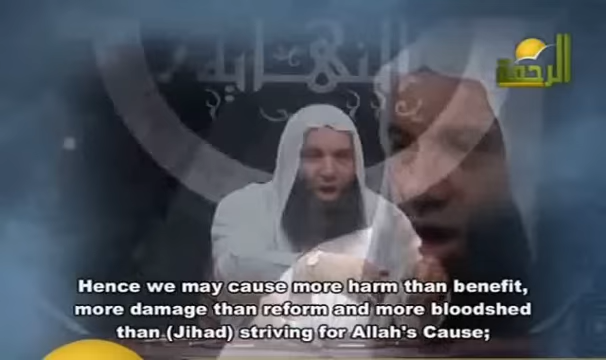 النهاية
الرحمة
Hence we may cause more harm than benefit,
more damage than reform and more bloodshed
than (Jihad) striving for Allah's Cause;